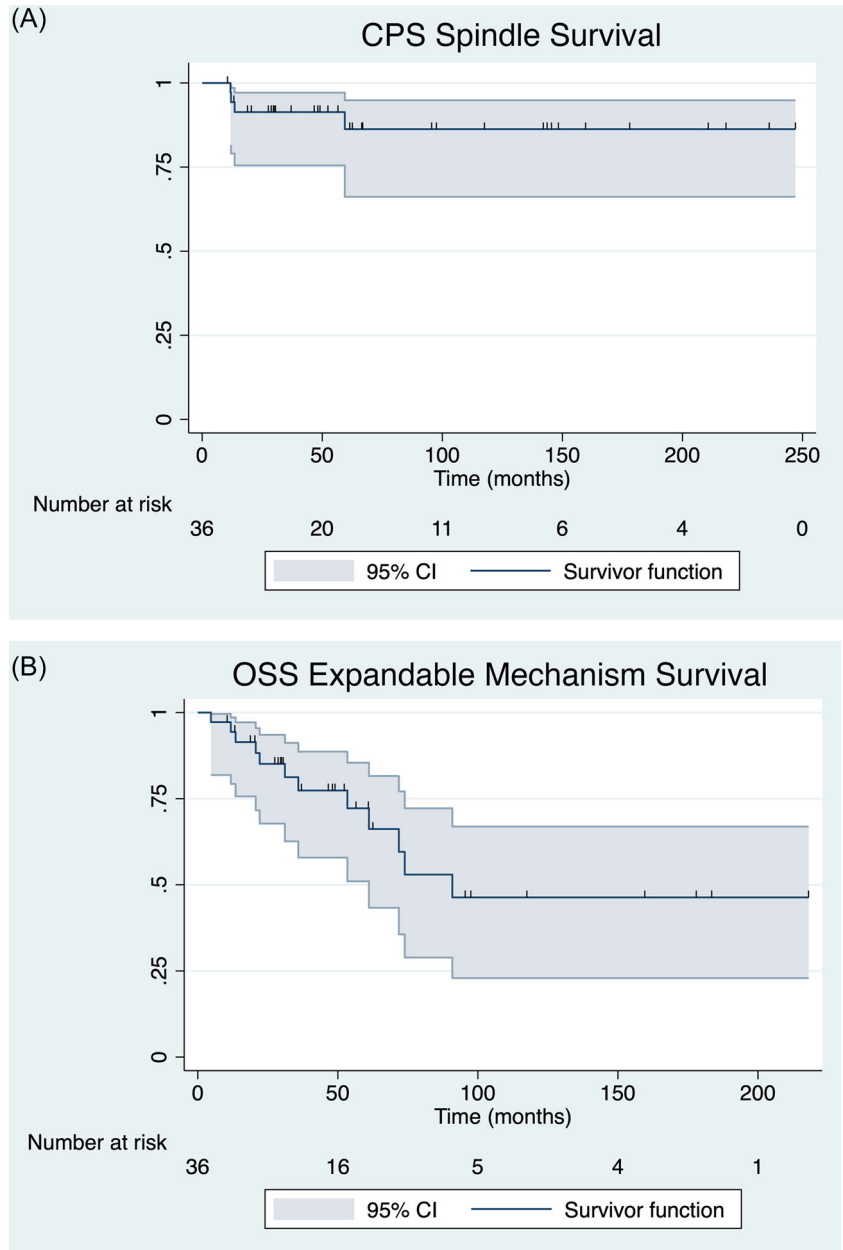 (A)
CPS Spindle Survival
1
.75
.5
.25
0
0 50 100 150 200 250
Time (months)
Number at risk
36 20 11 6 4 0
95% CI Survivor function
(B)
OSS Expandable Mechanism Survival
1
.75
.5
.25
0
0 50 100 150 200
Time (months)
Number at risk
36 16 5 4 1
95% CI Survivor function